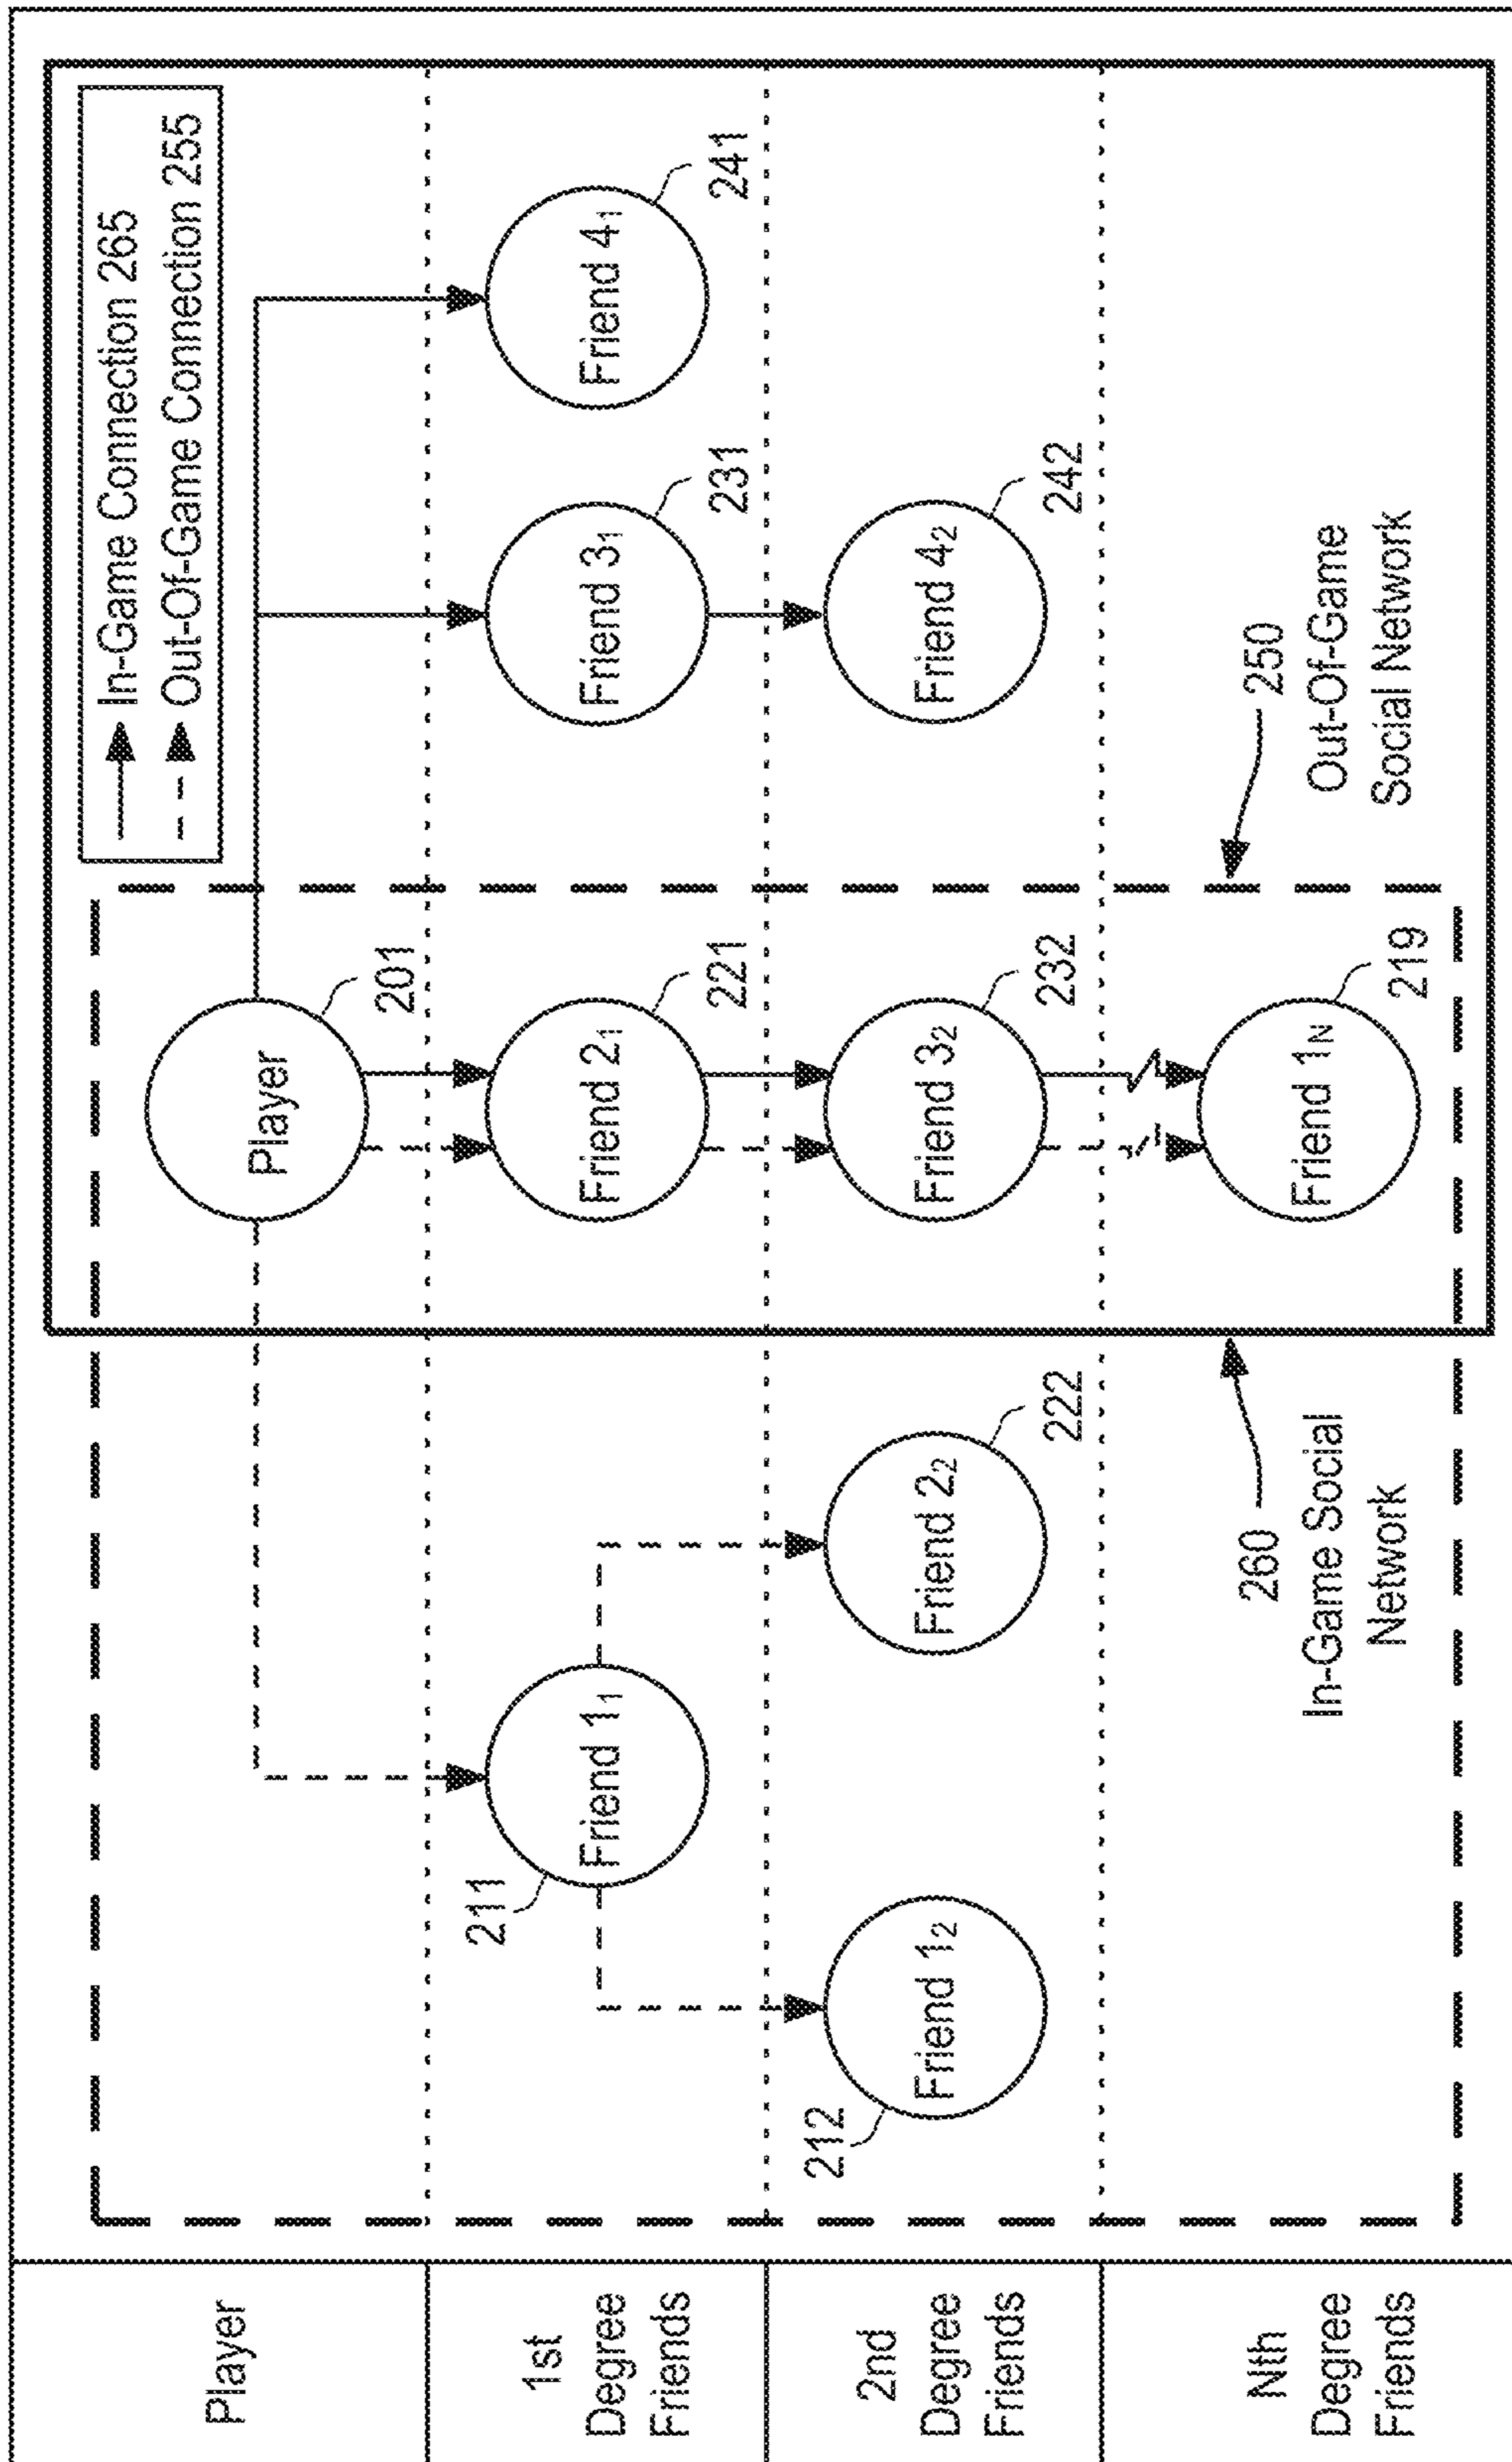 Player
1st
Degree
Friends
2nd
Degree
Friends
Nth
Degree
Friends
In-Game Connection 265
Out-Of-Game Connection 255
Player
201
211
Friend 1₁
Friend 2₁
221
Friend 3₁
231
Friend 4₁
241
212
Friend 1₂
Friend 2₂
222
Friend 3₂
232
Friend 4₂
242
260
In-Game Social
Network
Friend 1N
219
250
Out-Of-Game
Social Network